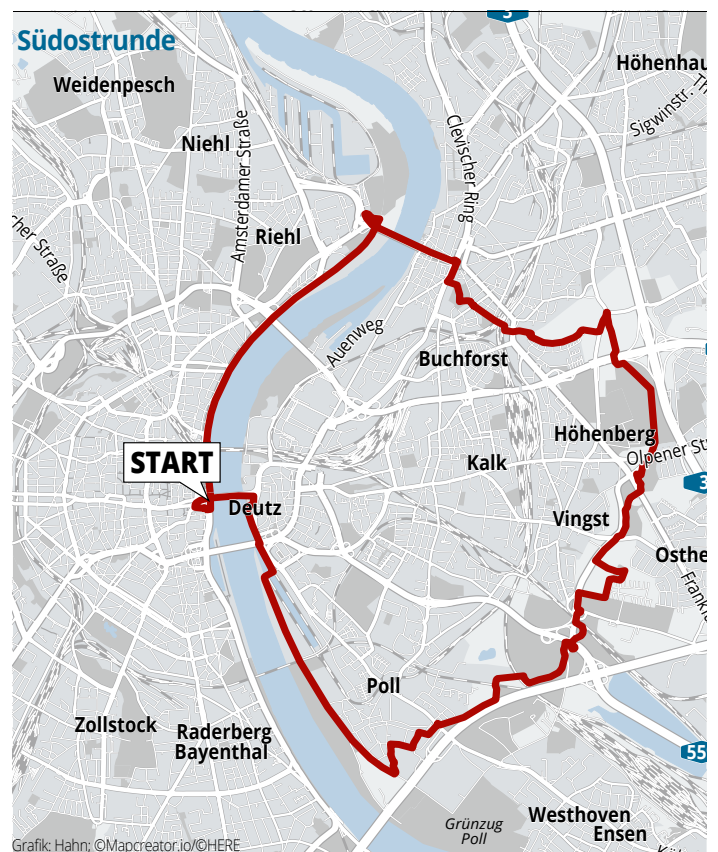 3
Südostrunde
Höhenhau
Weidenpesch
Sigwinstr. Th
Niehl
Amsterdamer Straße
Clevischer Ring
cher Straße
Riehl
Auenweg
Buchforst
Höhenberg
START
Kalk
Olpener St
3
Deutz
Vingst
Osthe
Frankfu
Poll
Zollstock
Raderberg
Bayenthal
55
Grünzug
Poll
Westhoven
Ensen
Grafik: Hahn; ©Mapcreator.io/©HERE